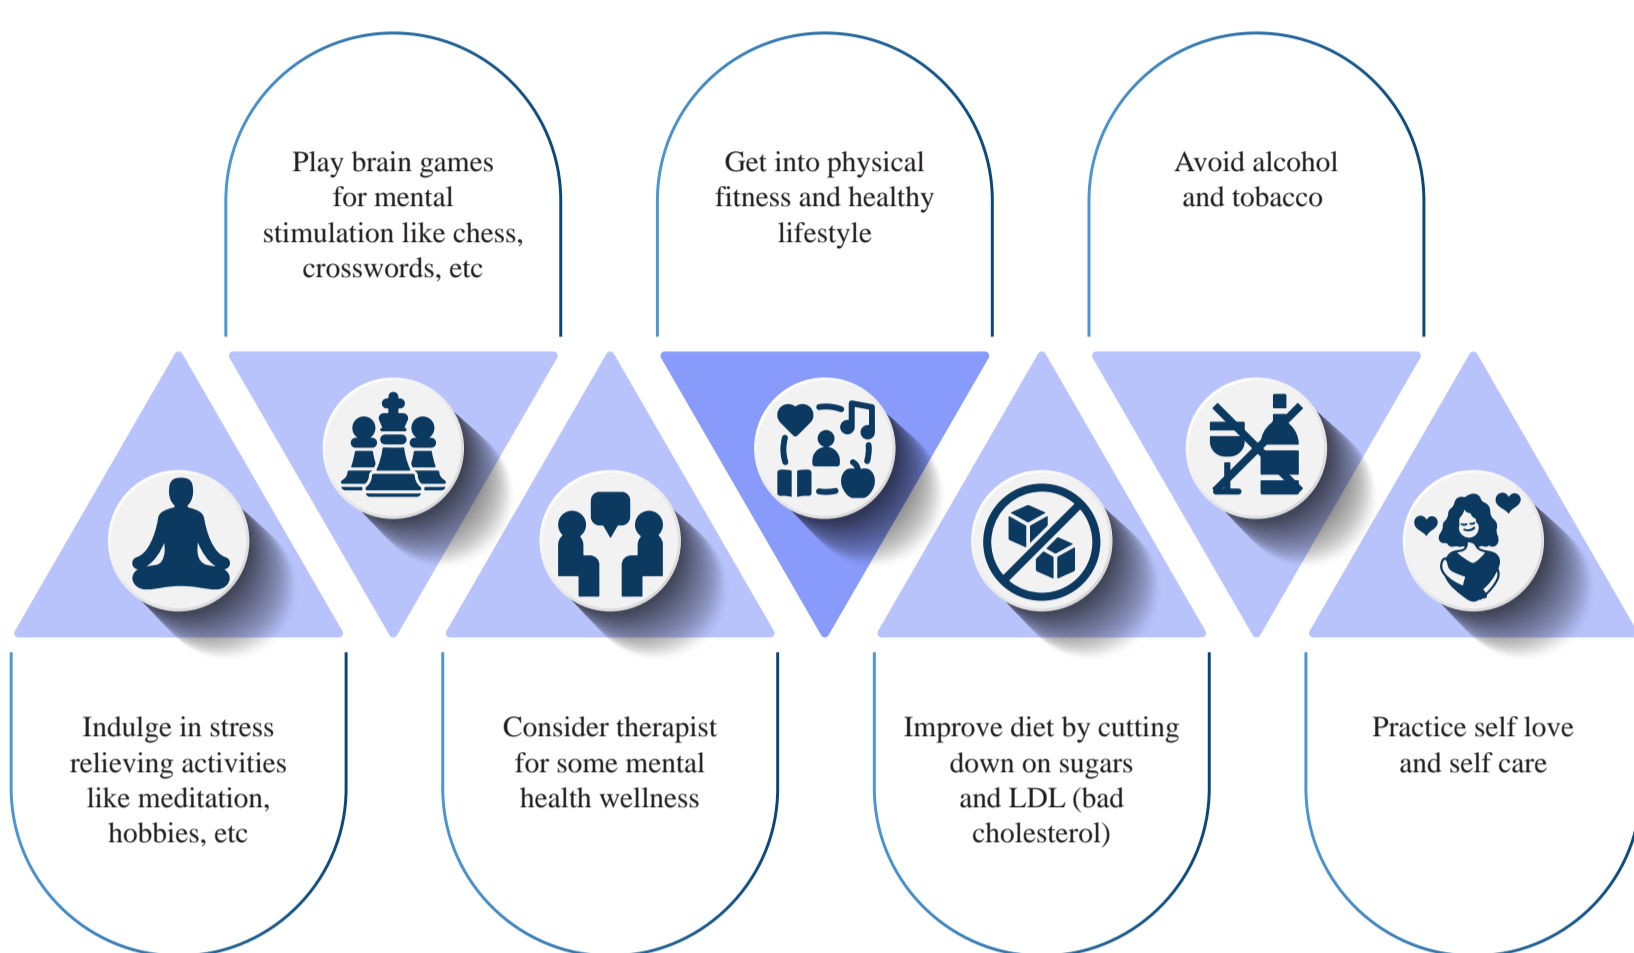 Play brain games
for mental
stimulation like chess,
crosswords, etc
Get into physical
fitness and healthy
lifestyle
Avoid alcohol
and tobacco
Indulge in stress
relieving activities
like meditation,
hobbies, etc
Consider therapist
for some mental
health wellness
Improve diet by cutting
down on sugars
and LDL (bad
cholesterol)
Practice self love
and self care